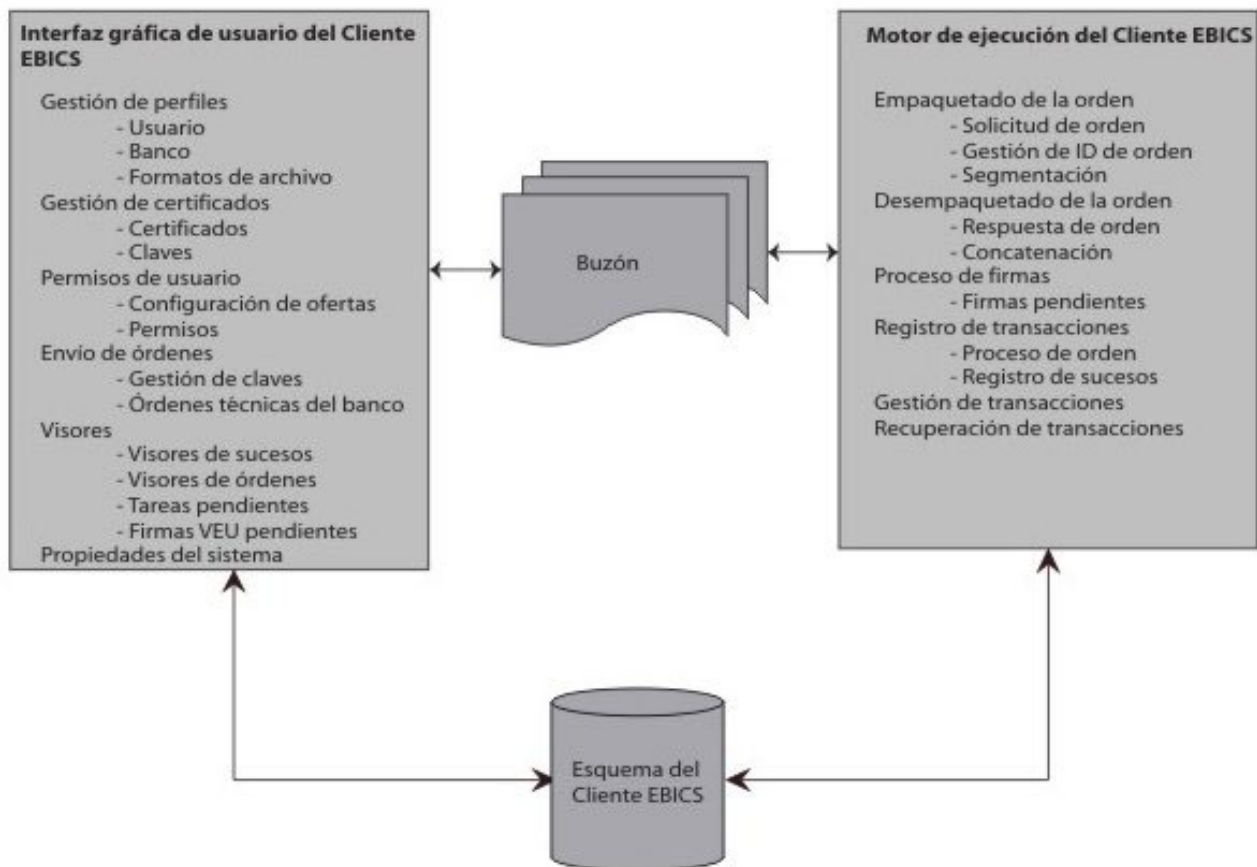 Interfaz gráfica de usuario del Cliente
EBICS
Gestión de perfiles
- Usuario
- Banco
- Formatos de archivo
Gestión de certificados
- Certificados
- Claves
Permisos de usuario
- Configuración de ofertas
- Permisos
Envío de órdenes
- Gestión de claves
- Órdenes técnicas del banco
Visores
- Visores de sucesos
- Visores de órdenes
- Tareas pendientes
- Firmas VEU pendientes
Propiedades del sistema
Buzón
Motor de ejecución del Cliente EBICS
Empaquetado de la orden
- Solicitud de orden
- Gestión de ID de orden
- Segmentación
Desempaquetado de la orden
- Respuesta de orden
- Concatenación
Proceso de firmas
- Firmas pendientes
Registro de transacciones
- Proceso de orden
- Registro de sucesos
Gestión de transacciones
Recuperación de transacciones
Esquema del
Cliente EBICS